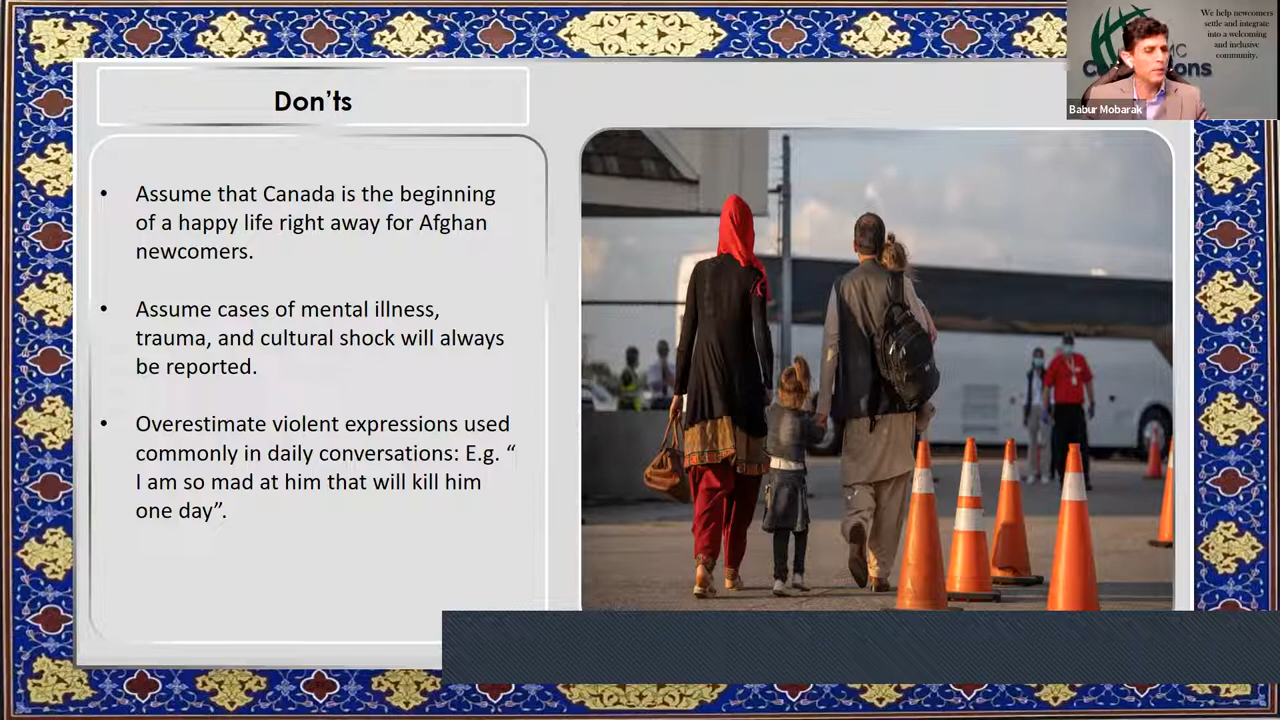 Don'ts
• Assume that Canada is the beginning
of a happy life right away for Afghan
newcomers.
• Assume cases of mental illness,
trauma, and cultural shock will always
be reported.
• Overestimate violent expressions used
commonly in daily conversations: E.g. “
I am so mad at him that will kill him
one day”.
We help newcomers
settle and integrate
into a welcoming
and inclusive
community.
Babur Mobarak